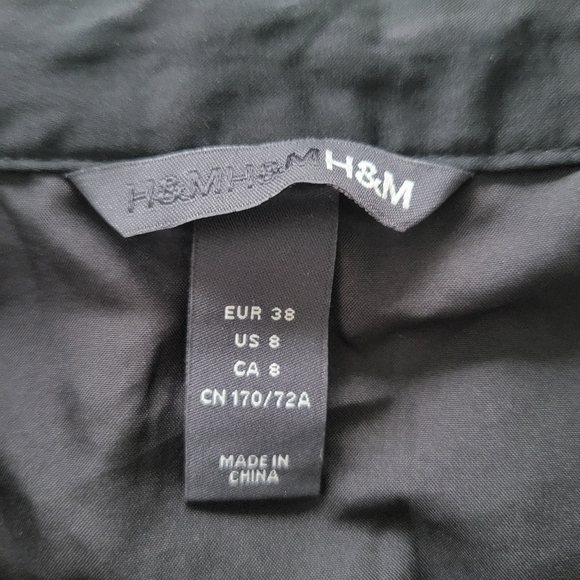 H&MH&MH&M
EUR 38
US 8
CA 8
CN 170/72A
MADE IN
CHINA